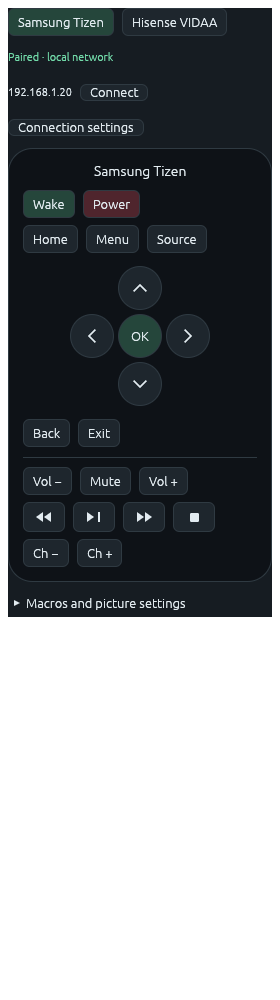 Samsung Tizen Hisense VIDAA
Paired · local network
192.168.1.20 Connect
Connection settings
Samsung Tizen
Wake Power
Home Menu Source
OK
Back Exit
Vol − Mute Vol +
Ch − Ch +
Macros and picture settings